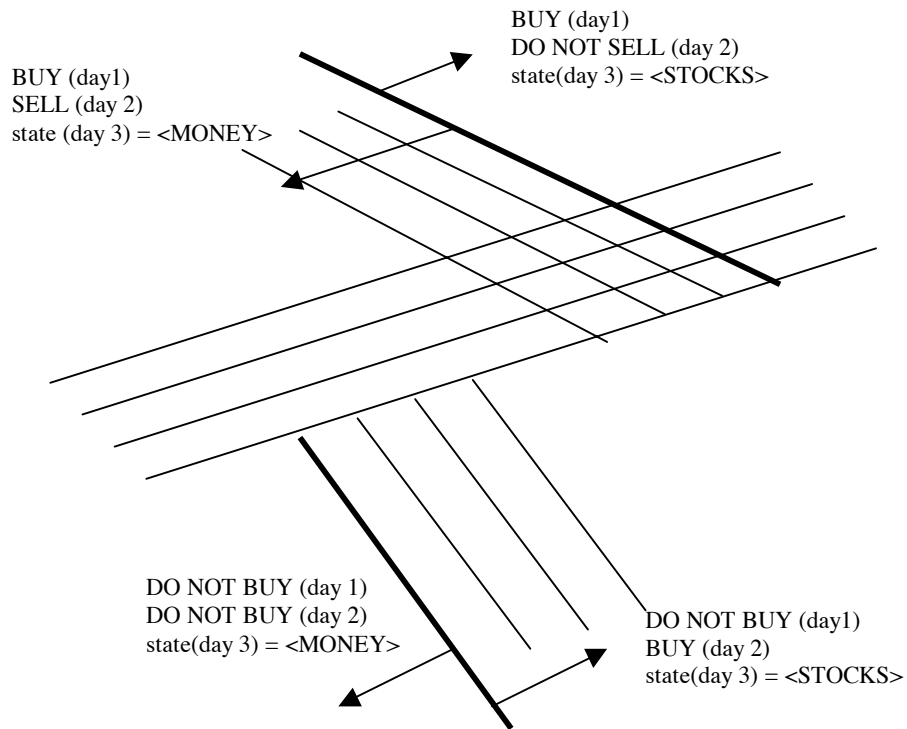 BUY (day1)
DO NOT SELL (day 2)
state(day 3) = <STOCKS>
BUY (day1)
SELL (day 2)
state (day 3) = <MONEY>
DO NOT BUY (day 1)
DO NOT BUY (day 2)
state(day 3) = <MONEY>
DO NOT BUY (day1)
BUY (day 2)
state(day 3) = <STOCKS>